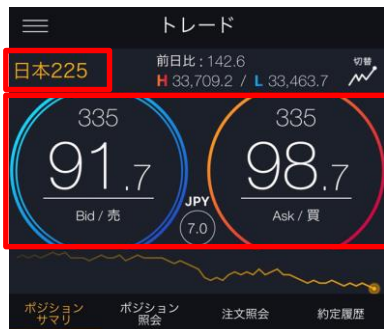 トレード
日本225
前日比 : 142.6
H 33,709.2 / L 33,463.7
切替
335
91.7
Bid / 売
JPY
7.0
335
98.7
Ask / 買
ポジション
サマリ
ポジション
照会
注文照会
約定履歴